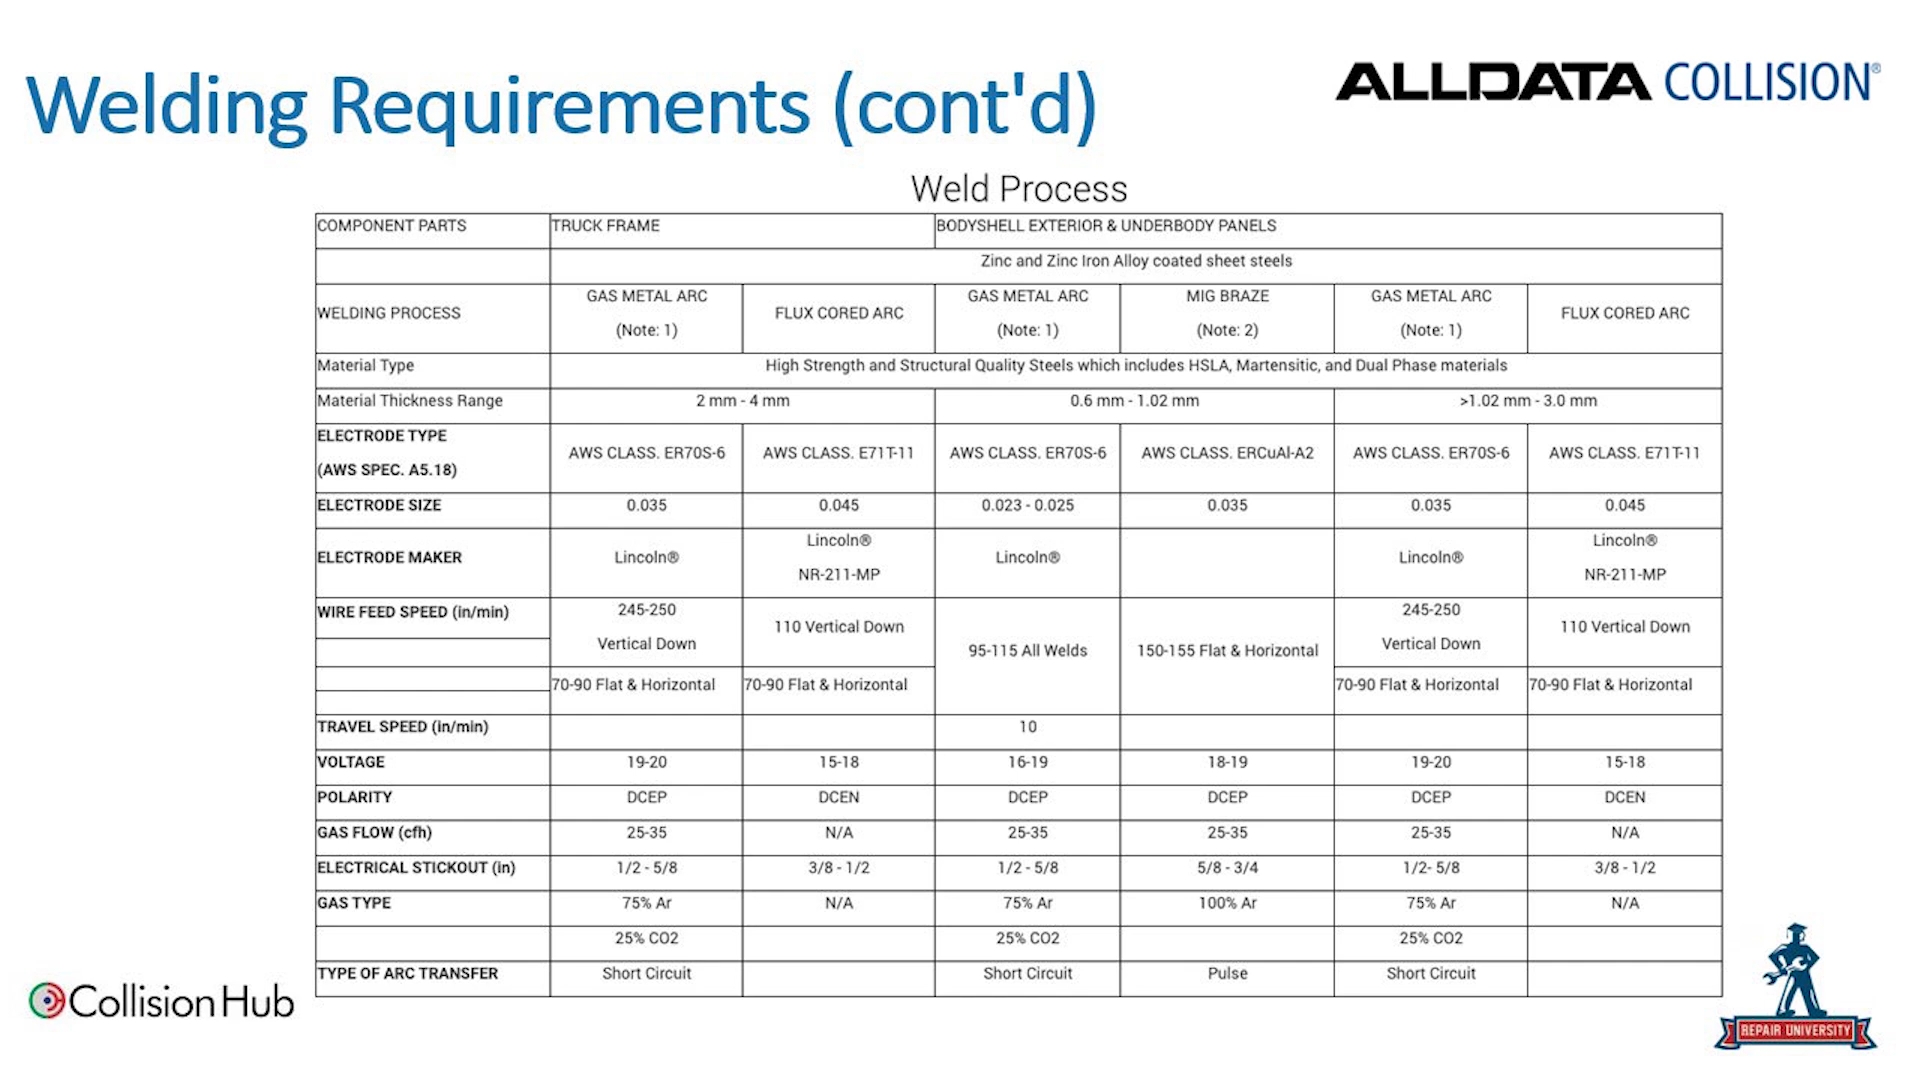 Welding Requirements (cont'd)
ALLDATA COLLISION®
Weld Process
COMPONENT PARTS TRUCK FRAME BODYSHELL EXTERIOR & UNDERBODY PANELS
Zinc and Zinc Iron Alloy coated sheet steels
WELDING PROCESS GAS METAL ARC (Note: 1) FLUX CORED ARC GAS METAL ARC (Note: 1) MIG BRAZE (Note: 2) GAS METAL ARC (Note: 1) FLUX CORED ARC
Material Type High Strength and Structural Quality Steels which includes HSLA, Martensitic, and Dual Phase materials
Material Thickness Range 2 mm - 4 mm 0.6 mm - 1.02 mm >1.02 mm - 3.0 mm
ELECTRODE TYPE (AWS SPEC. A5.18) AWS CLASS. ER70S-6 AWS CLASS. E71T-11 AWS CLASS. ER70S-6 AWS CLASS. ERCuAl-A2 AWS CLASS. ER70S-6 AWS CLASS. E71T-11
ELECTRODE SIZE 0.035 0.045 0.023 - 0.025 0.035 0.035 0.045
ELECTRODE MAKER Lincoln® Lincoln® NR-211-MP Lincoln® Lincoln® Lincoln® NR-211-MP
WIRE FEED SPEED (in/min) 245-250 Vertical Down 110 Vertical Down 95-115 All Welds 150-155 Flat & Horizontal 245-250 Vertical Down 110 Vertical Down
70-90 Flat & Horizontal 70-90 Flat & Horizontal 70-90 Flat & Horizontal 70-90 Flat & Horizontal
TRAVEL SPEED (in/min) 10
VOLTAGE 19-20 15-18 16-19 18-19 19-20 15-18
POLARITY DCEP DCEN DCEP DCEP DCEP DCEN
GAS FLOW (cfh) 25-35 N/A 25-35 25-35 25-35 N/A
ELECTRICAL STICKOUT (in) 1/2 - 5/8 3/8 - 1/2 1/2 - 5/8 5/8 - 3/4 1/2- 5/8 3/8 - 1/2
GAS TYPE 75% Ar N/A 75% Ar 100% Ar 75% Ar N/A
25% CO2 25% CO2 25% CO2
TYPE OF ARC TRANSFER Short Circuit Short Circuit Pulse Short Circuit
Collision Hub
REPAIR UNIVERSITY